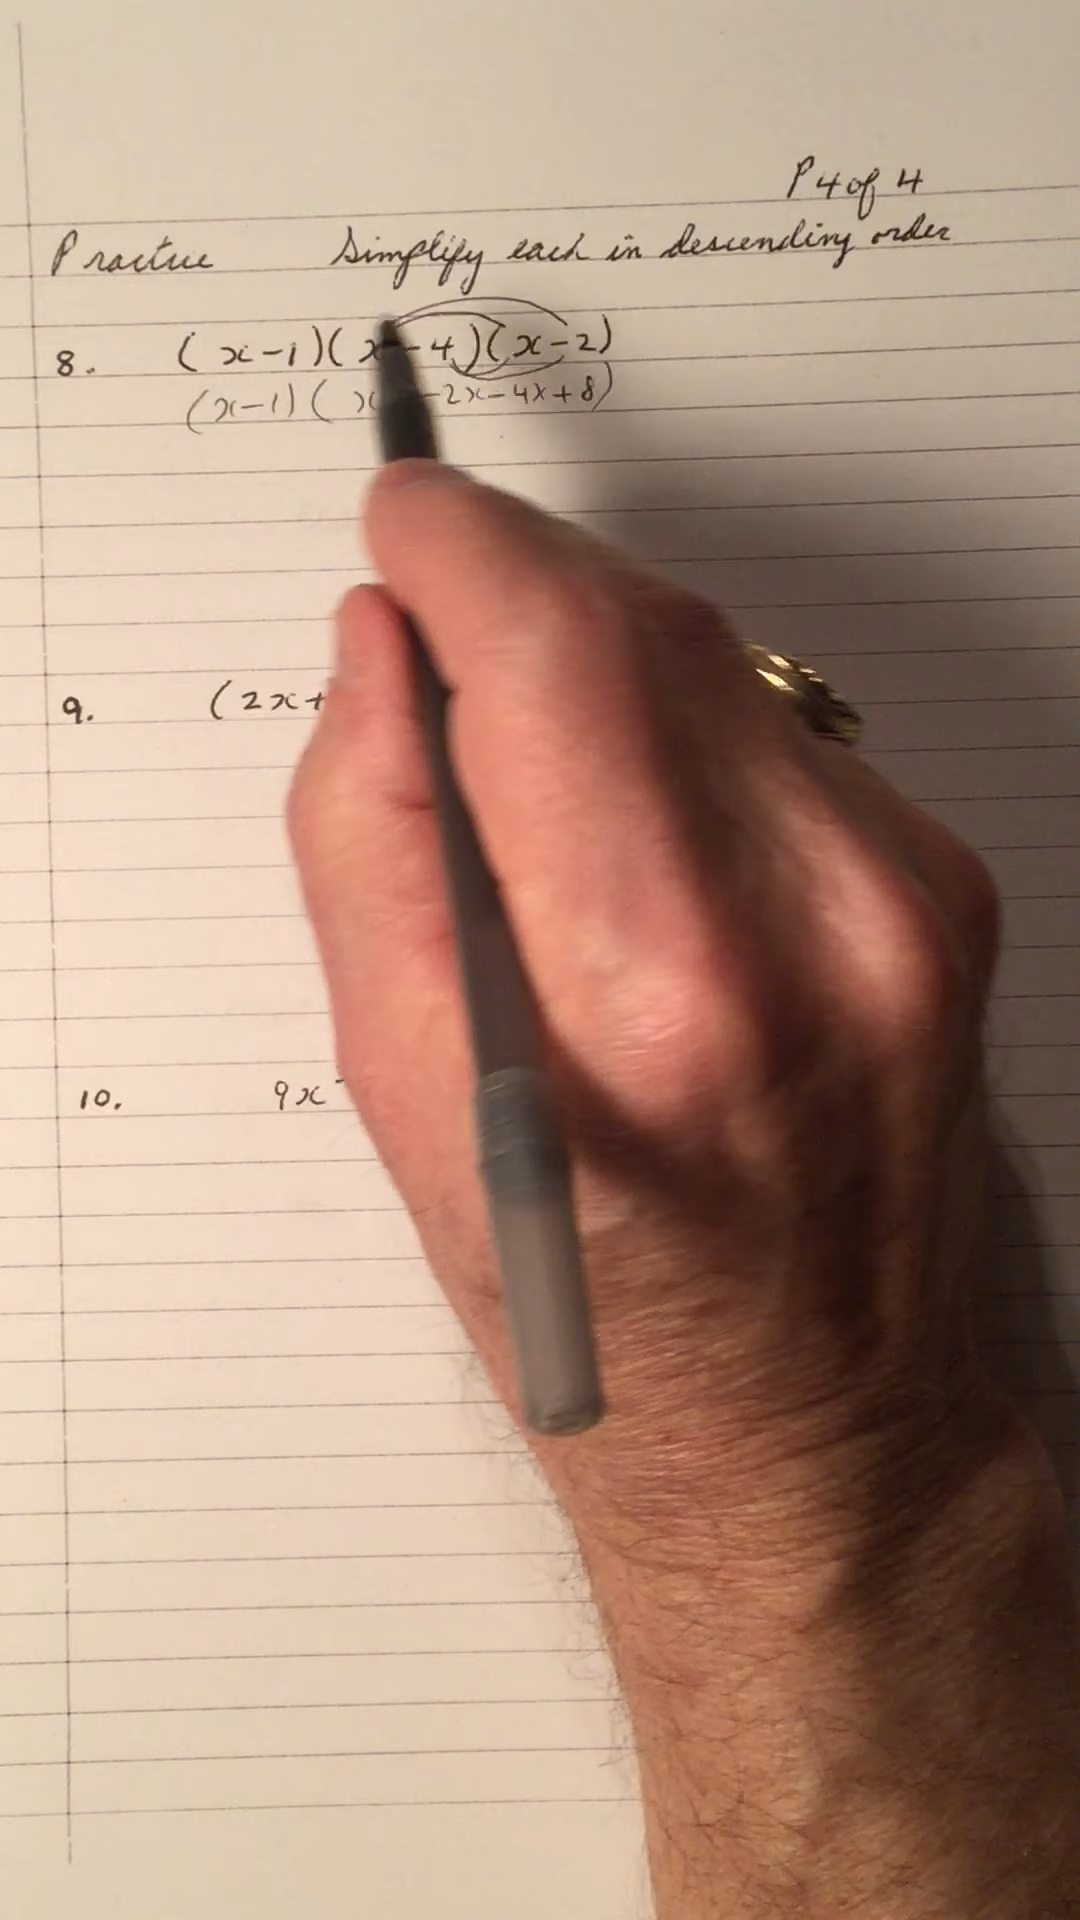 P 4 of 4
Practice Simplify each in descending order
8. (x-1)(x-4)(x-2)
(x-1)(x -2x-4x+8)
9. (2x+
10. 9x